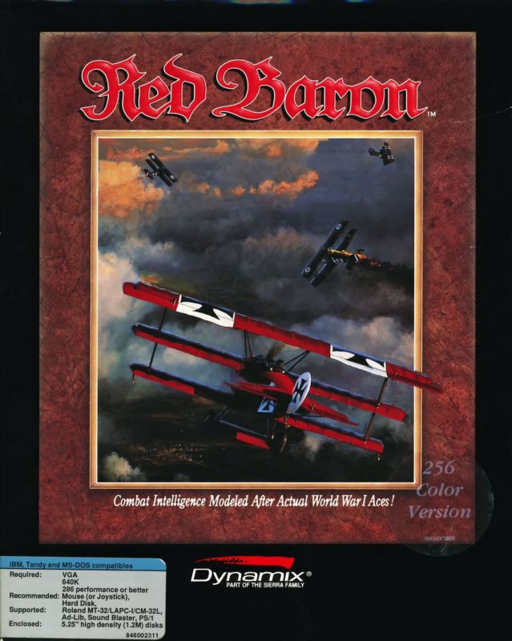 Red Baron™
256
Color
Version
Combat Intelligence Modeled After Actual World War I Aces!
IBM, Tandy and MS-DOS compatibles
Required: VGA
640K
286 performance or better
Recommended: Mouse (or Joystick),
Hard Disk,
Supported: Roland MT-32/LAPC-I/CM-32L,
Ad-Lib, Sound Blaster, PS/1
Enclosed: 5.25" high density (1.2M) disks
846002311
Dynamix®
PART OF THE SIERRA FAMILY